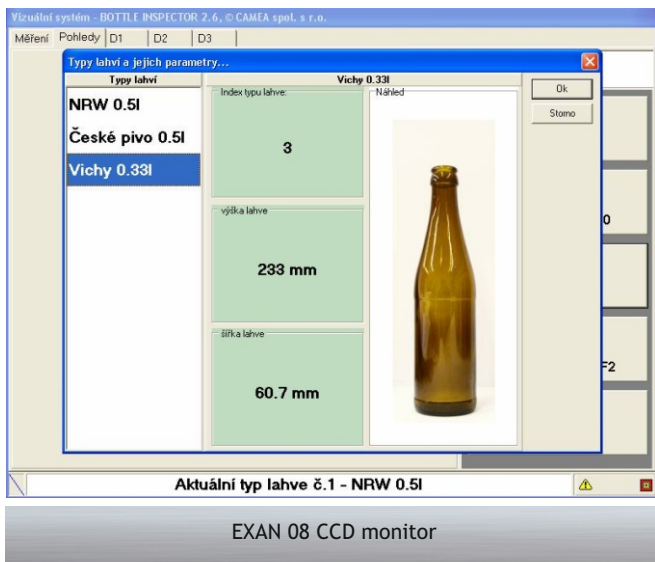 Vizuální systém - BOTTLE INSPECTOR 2.6, © CAMEA spol. s r.o.
Měření Pohledy D1 D2 D3
Typy lahví a jejich parametry...
Typy lahví
Vichy 0.33l
NRW 0.5l
České pivo 0.5l
Vichy 0.33l
Index typu lahve:
3
výška lahve
233 mm
šířka lahve
60.7 mm
Náhled
Ok
Storno
0
F2
Aktuální typ lahve č.1 - NRW 0.5l
EXAN 08 CCD monitor